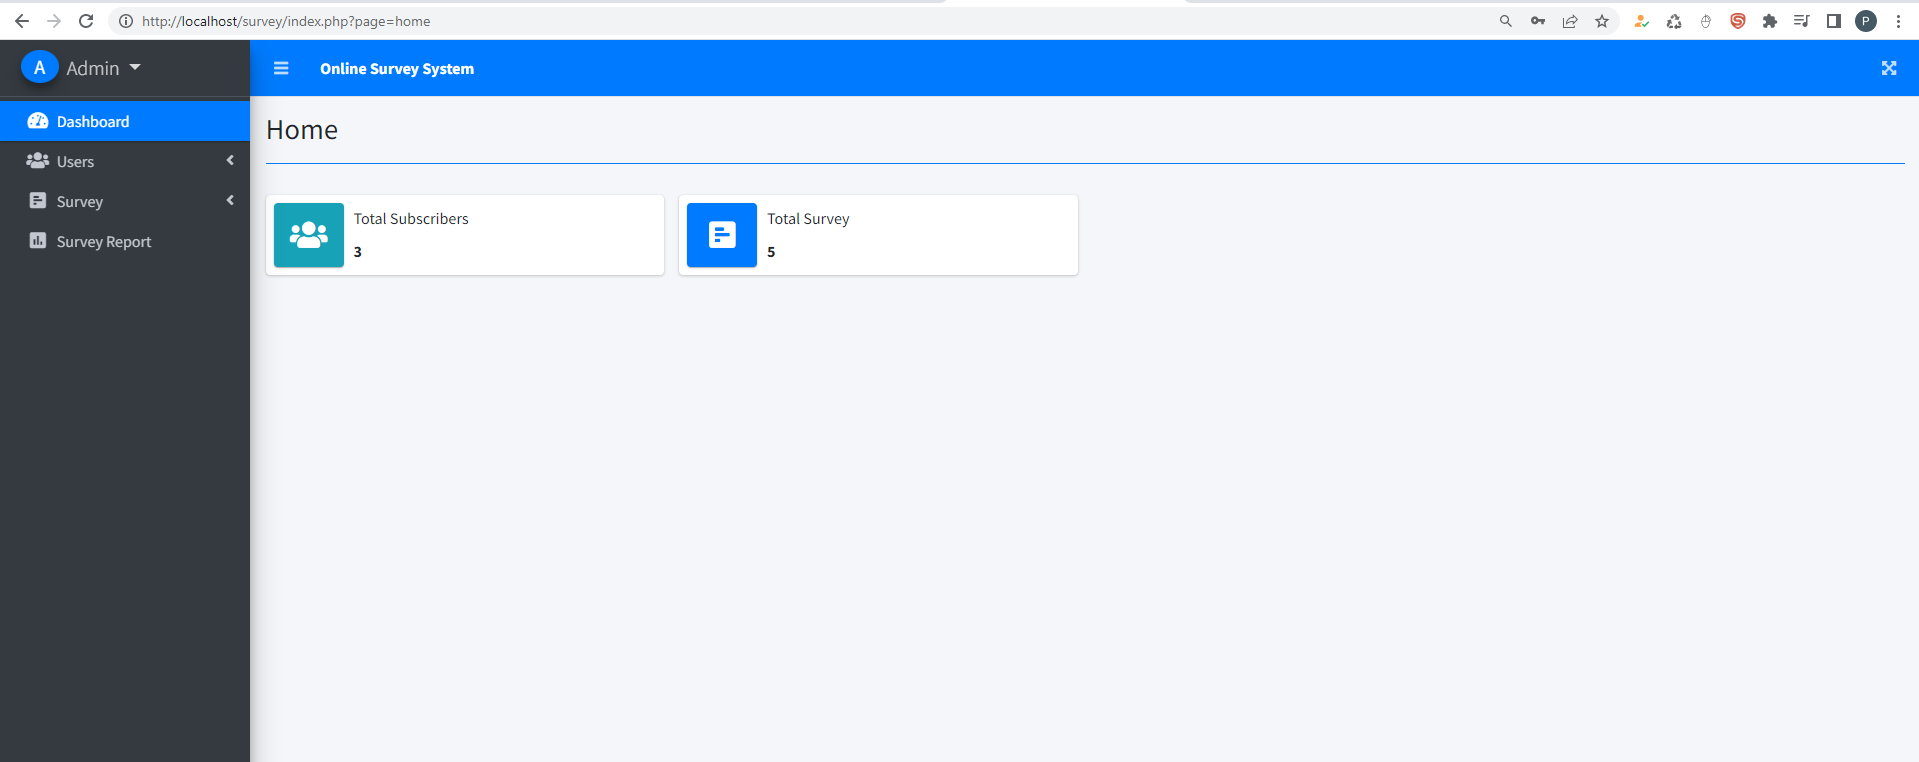 http://localhost/survey/index.php?page=home
P
A Admin
Online Survey System
Dashboard
Users
Survey
Survey Report
Home
Total Subscribers
3
Total Survey
5